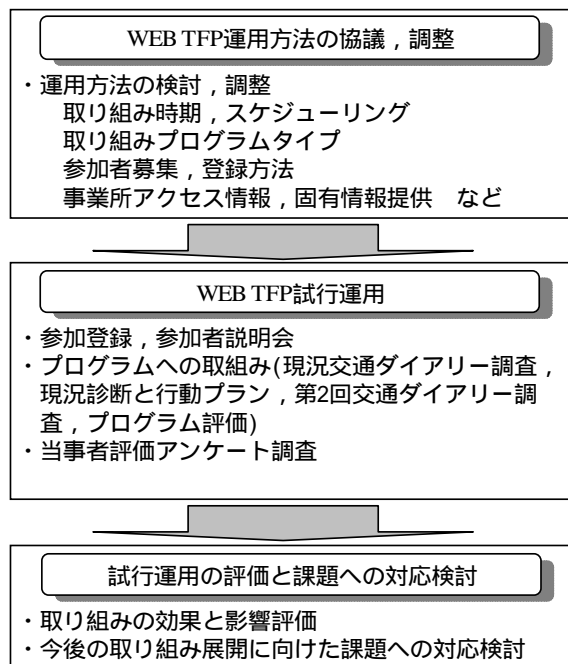 WEB TFP運用方法の協議，調整
・運用方法の検討，調整
取り組み時期，スケジューリング
取り組みプログラムタイプ
参加者募集，登録方法
事業所アクセス情報，固有情報提供　など
WEB TFP試行運用
・参加登録，参加者説明会
・プログラムへの取組み(現況交通ダイアリー調査，
現況診断と行動プラン，第2回交通ダイアリー調
査，プログラム評価)
・当事者評価アンケート調査
試行運用の評価と課題への対応検討
・取り組みの効果と影響評価
・今後の取り組み展開に向けた課題への対応検討